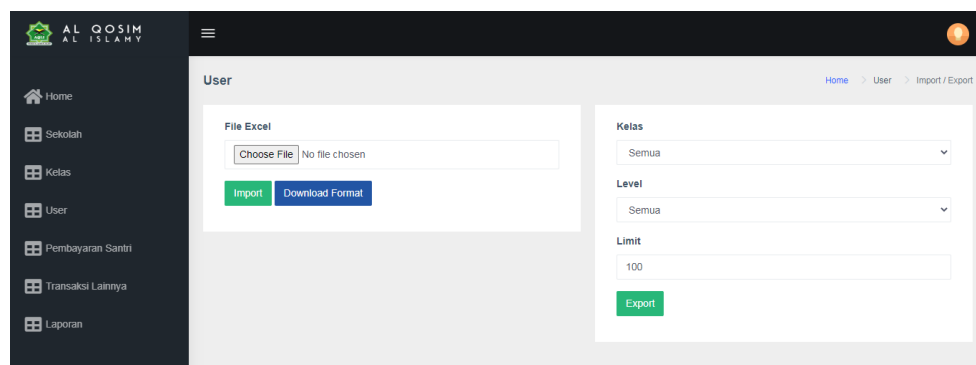 AL QOSIM
AL ISLAMY
User
Home > User > Import / Export
Home
Sekolah
Kelas
User
Pembayaran Santri
Transaksi Lainnya
Laporan
File Excel
Choose File No file chosen
Import Download Format
Kelas
Semua
Level
Semua
Limit
100
Export